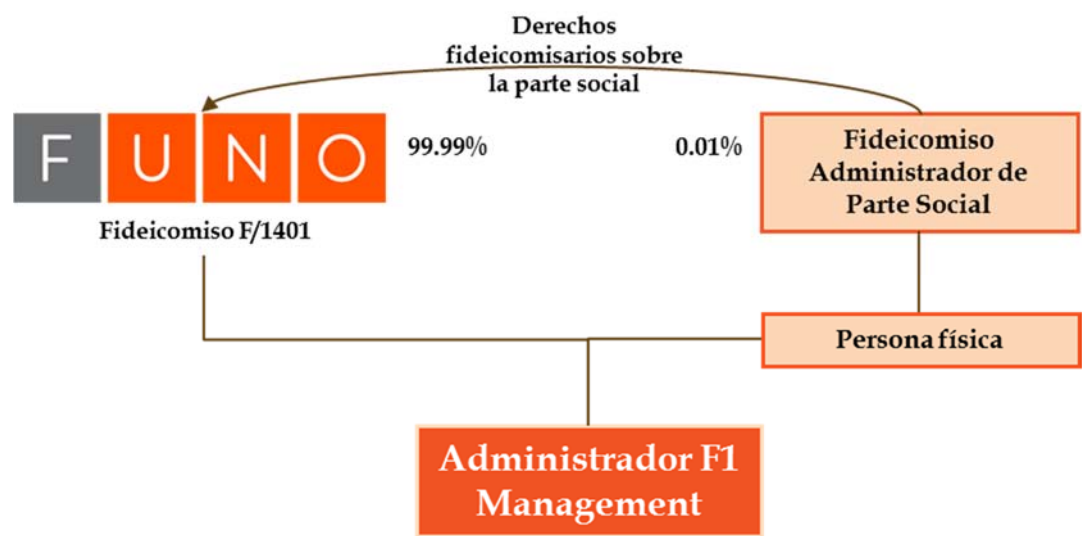 Derechos
fideicomisarios sobre
la parte social
FUNO
99.99%
0.01%
Fideicomiso
Administrador de
Parte Social
Fideicomiso F/1401
Persona física
Administrador F1
Management